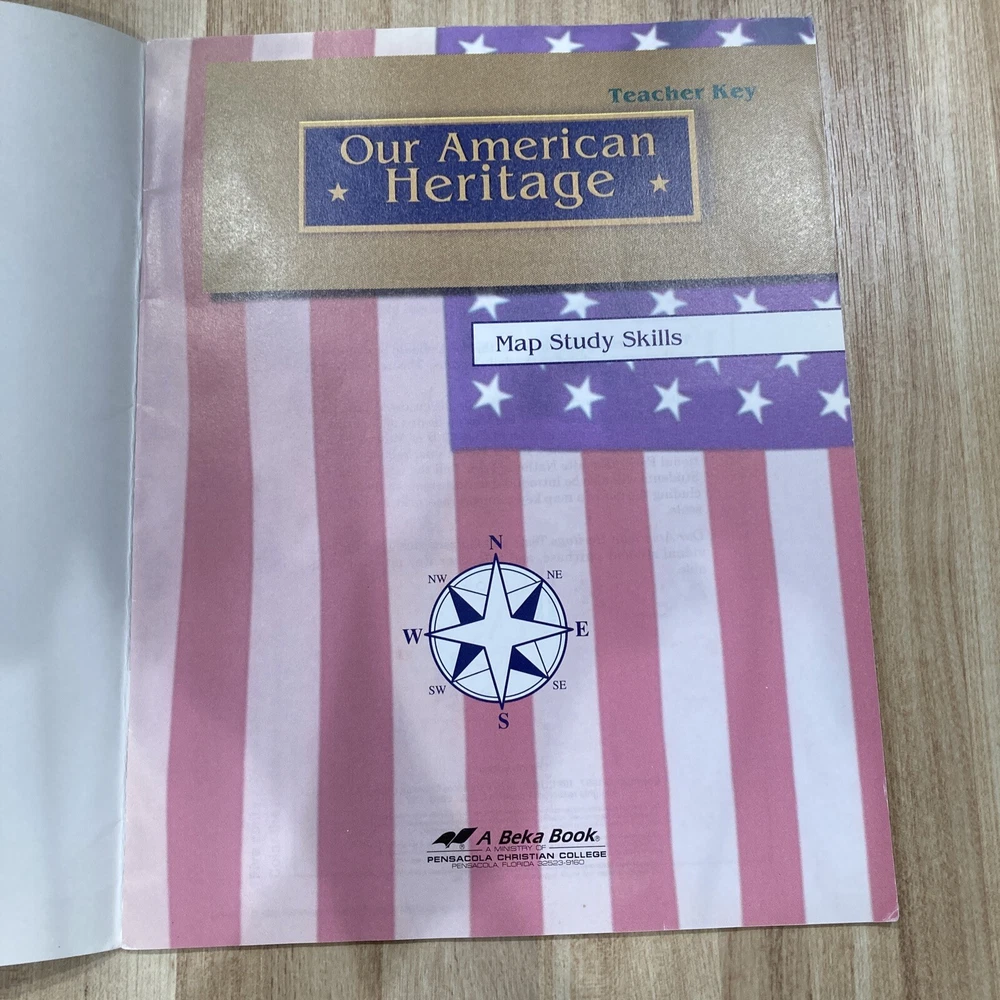 Teacher Key
Our American
Heritage
Map Study Skills
N
NW
NE
W
E
SW
SE
S
A Beka Book®
A MINISTRY OF
PENSACOLA CHRISTIAN COLLEGE
PENSACOLA, FLORIDA 32523-9160